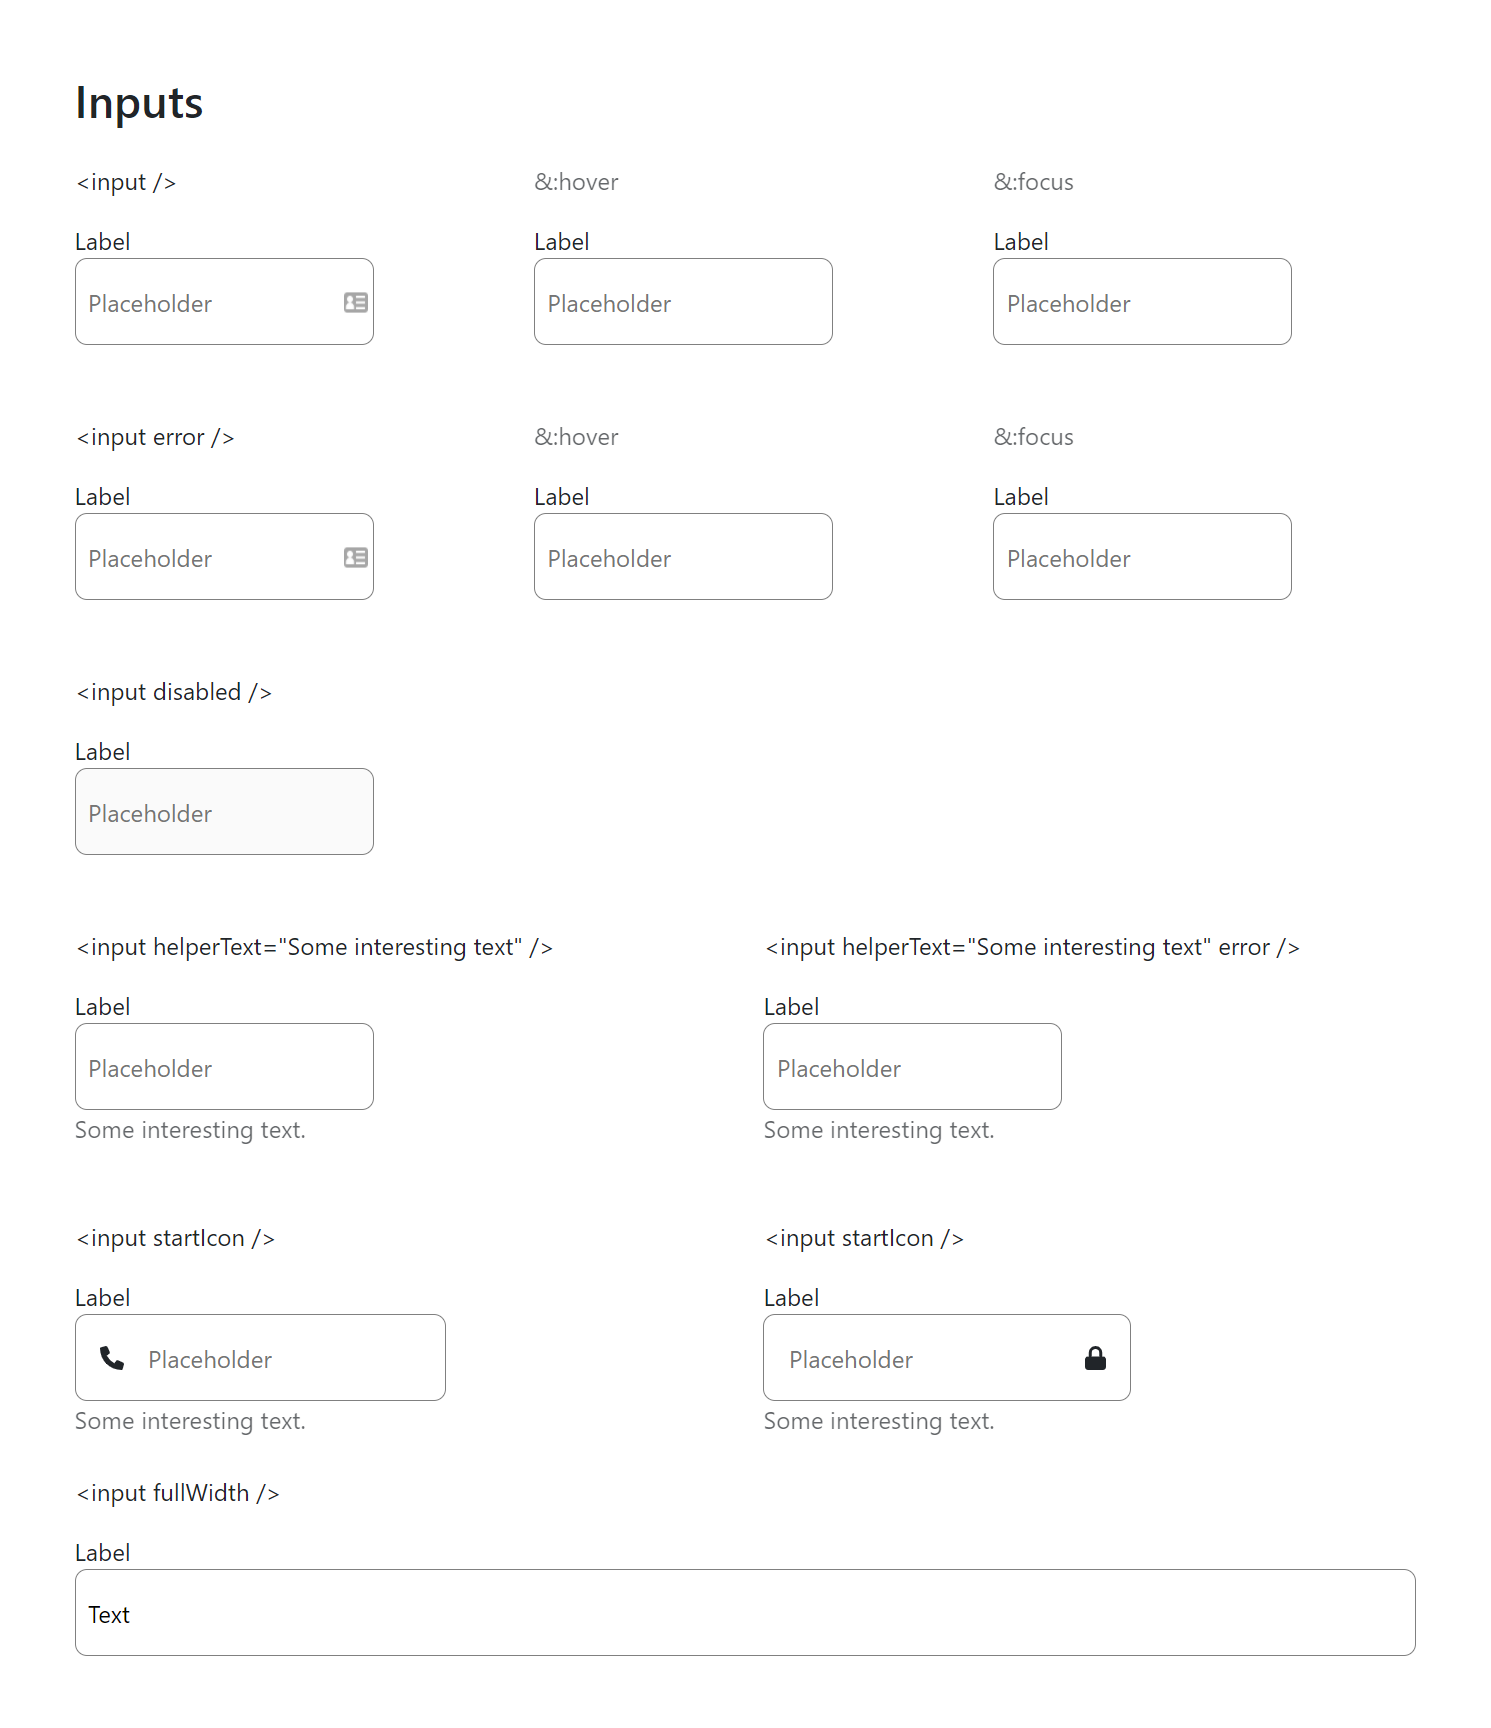 Inputs
<input /> &:hover &:focus
Label Label Label
Placeholder Placeholder Placeholder
<input error /> &:hover &:focus
Label Label Label
Placeholder Placeholder Placeholder
<input disabled />
Label
Placeholder
<input helperText="Some interesting text" /> <input helperText="Some interesting text" error />
Label Label
Placeholder Placeholder
Some interesting text. Some interesting text.
<input startIcon /> <input startIcon />
Label Label
Placeholder Placeholder
Some interesting text. Some interesting text.
<input fullWidth />
Label
Text